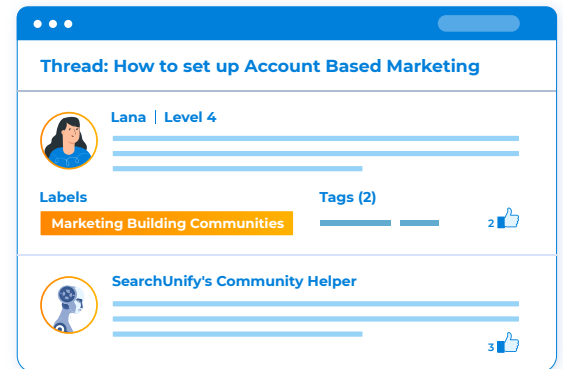 Thread: How to set up Account Based Marketing
Lana | Level 4
Labels
Tags (2)
Marketing Building Communities
2
SearchUnify's Community Helper
3